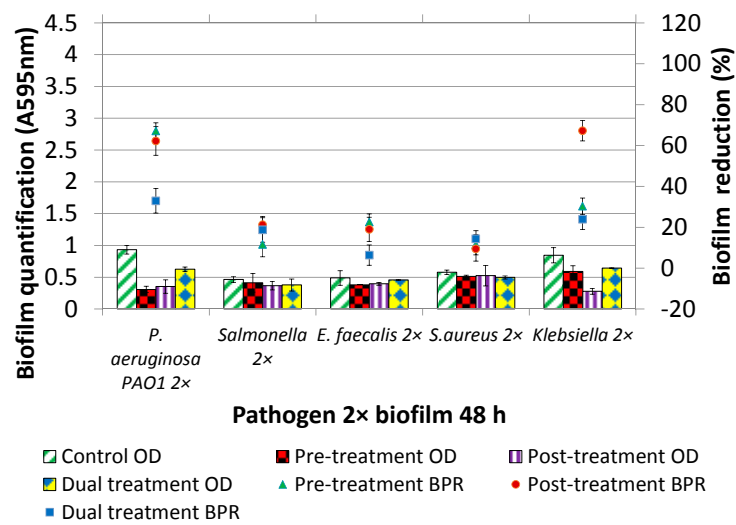 4.5
4
3.5
3
2.5
2
1.5
1
0.5
0
Biofilm quantification (A595nm)
120
100
80
60
40
20
0
-20
Biofilm reduction (%)
P. aeruginosa PAO1 2×
Salmonella 2×
E. faecalis 2×
S.aureus 2×
Klebsiella 2×
Pathogen 2× biofilm 48 h
Control OD
Pre-treatment OD
Post-treatment OD
Dual treatment OD
Pre-treatment BPR
Post-treatment BPR
Dual treatment BPR